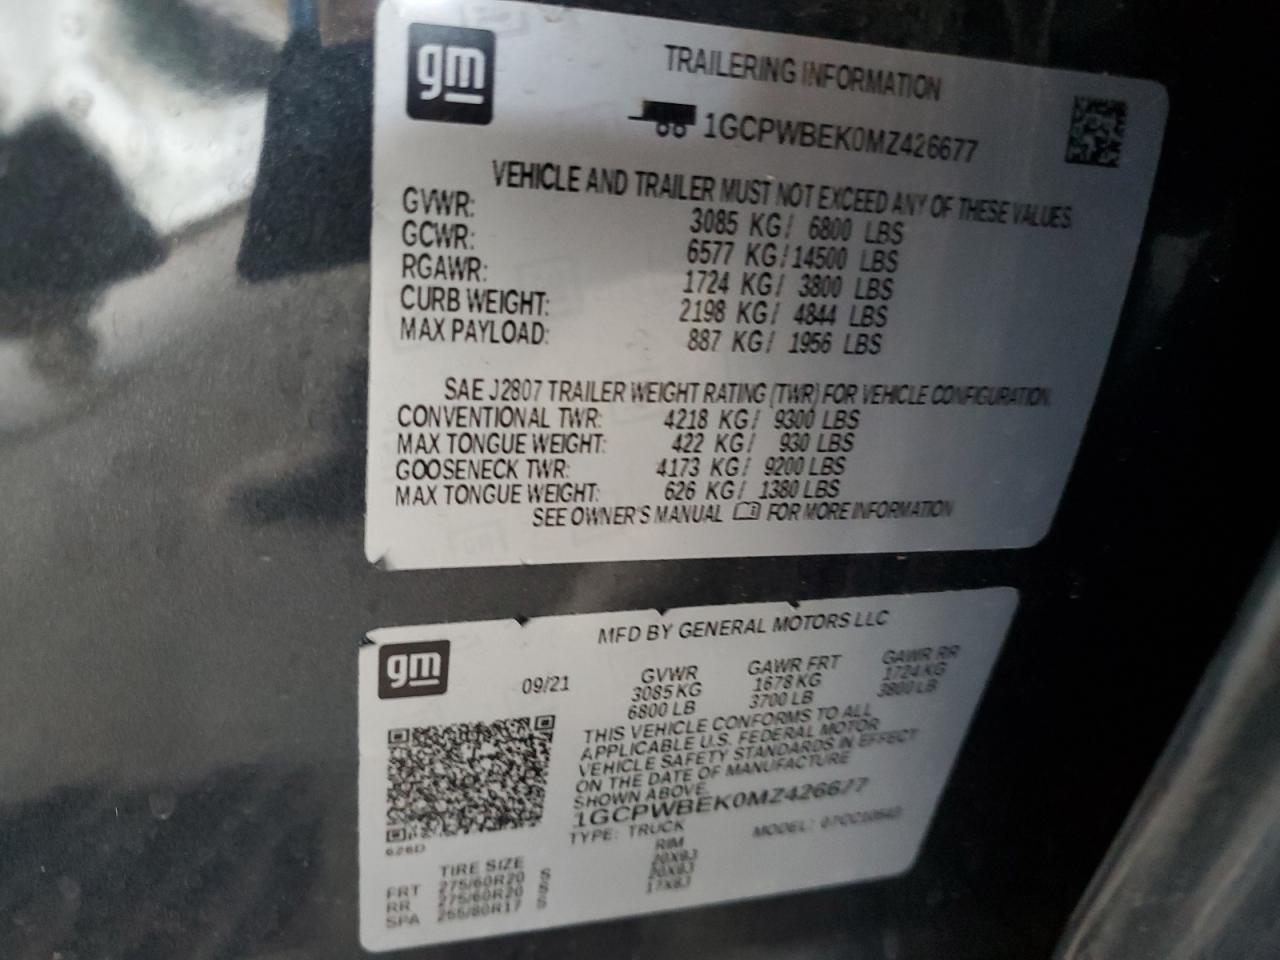 gm
TRAILERING INFORMATION
1GCPWBEK0MZ426677
VEHICLE AND TRAILER MUST NOT EXCEED ANY OF THESE VALUES.
GVWR: 3085 KG / 6800 LBS
GCWR: 6577 KG / 14500 LBS
RGAWR: 1724 KG / 3800 LBS
CURB WEIGHT: 2198 KG / 4844 LBS
MAX PAYLOAD: 887 KG / 1956 LBS
SAE J2807 TRAILER WEIGHT RATING (TWR) FOR VEHICLE CONFIGURATION.
CONVENTIONAL TWR: 4218 KG / 9300 LBS
MAX TONGUE WEIGHT: 422 KG / 930 LBS
GOOSENECK TWR: 4173 KG / 9200 LBS
MAX TONGUE WEIGHT: 626 KG / 1380 LBS
SEE OWNER'S MANUAL FOR MORE INFORMATION
gm
MFD BY GENERAL MOTORS LLC
09/21
GVWR GAWR FRT GAWR RR
3085 KG 1678 KG 1724 KG
6800 LB 3700 LB 3800 LB
THIS VEHICLE CONFORMS TO ALL
APPLICABLE U.S. FEDERAL MOTOR
VEHICLE SAFETY STANDARDS IN EFFECT
ON THE DATE OF MANUFACTURE
SHOWN ABOVE.
1GCPWBEK0MZ426677
TYPE: TRUCK MODEL:
626D
TIRE SIZE RIM
FRT 275/60R20 S 20X9J
RR 275/60R20 S 20X9J
SPA 255/80R17 S 17X8J